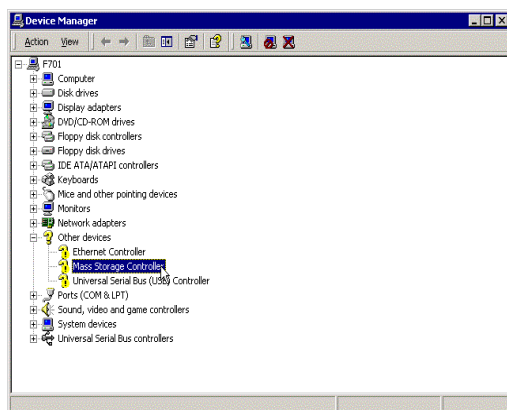 Device Manager
Action View
F701
Computer
Disk drives
Display adapters
DVD/CD-ROM drives
Floppy disk controllers
Floppy disk drives
IDE ATA/ATAPI controllers
Keyboards
Mice and other pointing devices
Monitors
Network adapters
Other devices
Ethernet Controller
Mass Storage Controller
Universal Serial Bus (USB) Controller
Ports (COM & LPT)
Sound, video and game controllers
System devices
Universal Serial Bus controllers